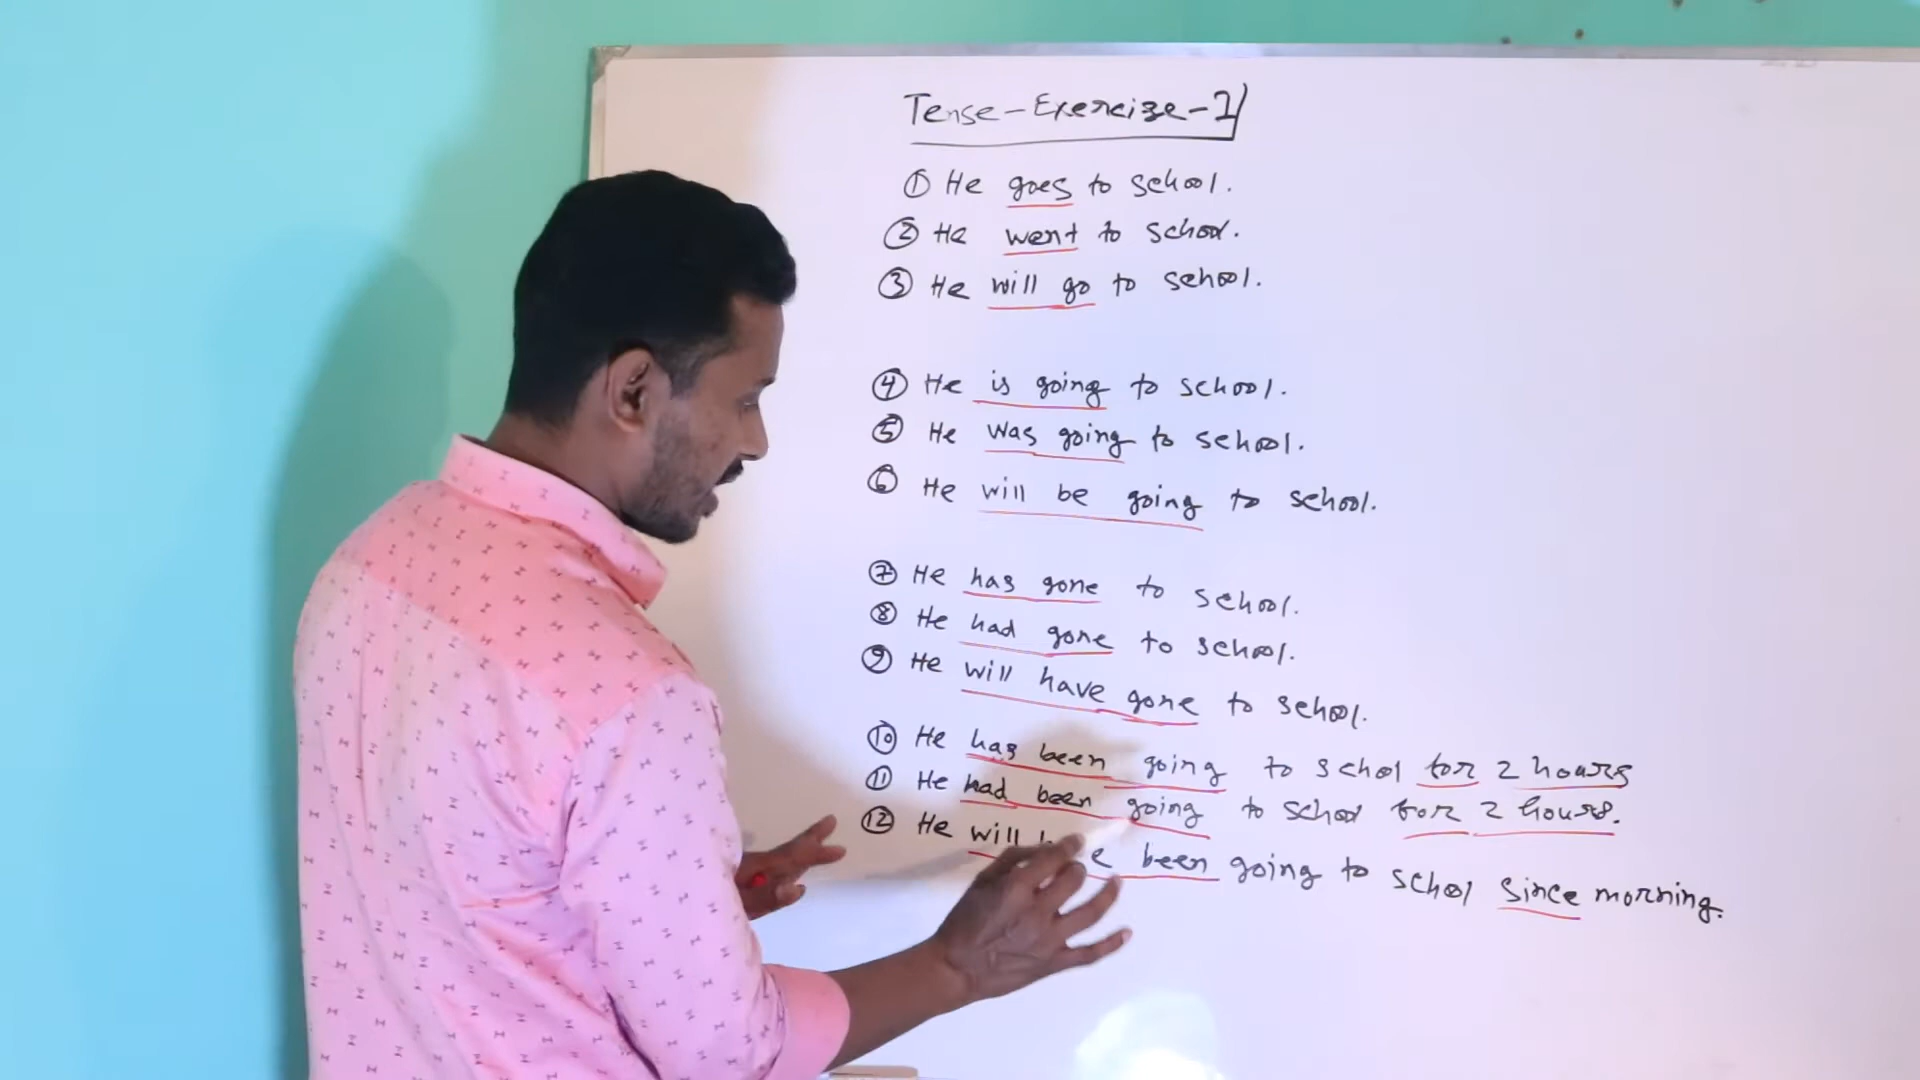 Tense-Exercize-1
① He goes to school.
② He went to school.
③ He will go to school.
④ He is going to school.
⑤ He was going to school.
⑥ He will be going to school.
⑦ He has gone to school.
⑧ He had gone to school.
⑨ He will have gone to school.
⑩ He has been going to school for 2 hours
⑪ He had been going to school for 2 hours.
⑫ He will been going to school since morning.